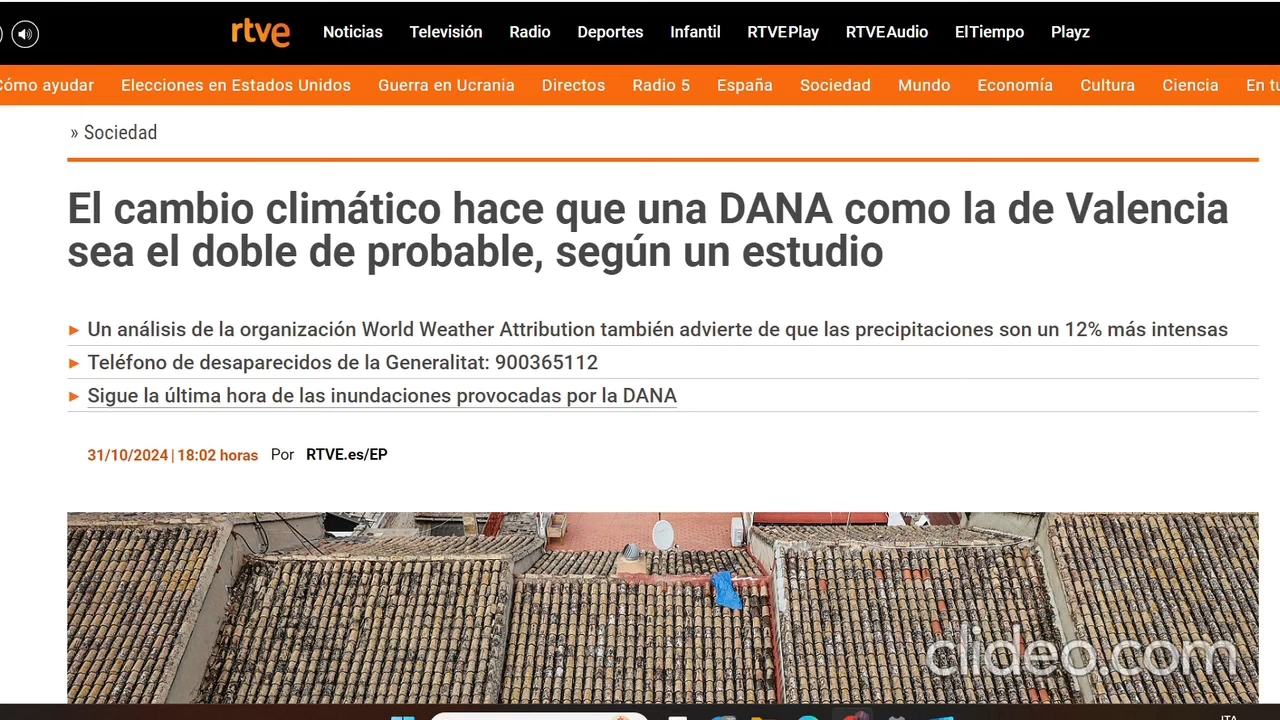 rtve
Noticias Televisión Radio Deportes Infantil RTVEPlay RTVEAudio ElTiempo Playz
Cómo ayudar Elecciones en Estados Unidos Guerra en Ucrania Directos Radio 5 España Sociedad Mundo Economía Cultura Ciencia En tu
» Sociedad
El cambio climático hace que una DANA como la de Valencia
sea el doble de probable, según un estudio
► Un análisis de la organización World Weather Attribution también advierte de que las precipitaciones son un 12% más intensas
► Teléfono de desaparecidos de la Generalitat: 900365112
► Sigue la última hora de las inundaciones provocadas por la DANA
31/10/2024 | 18:02 horas Por RTVE.es/EP
clideo.com
ITA